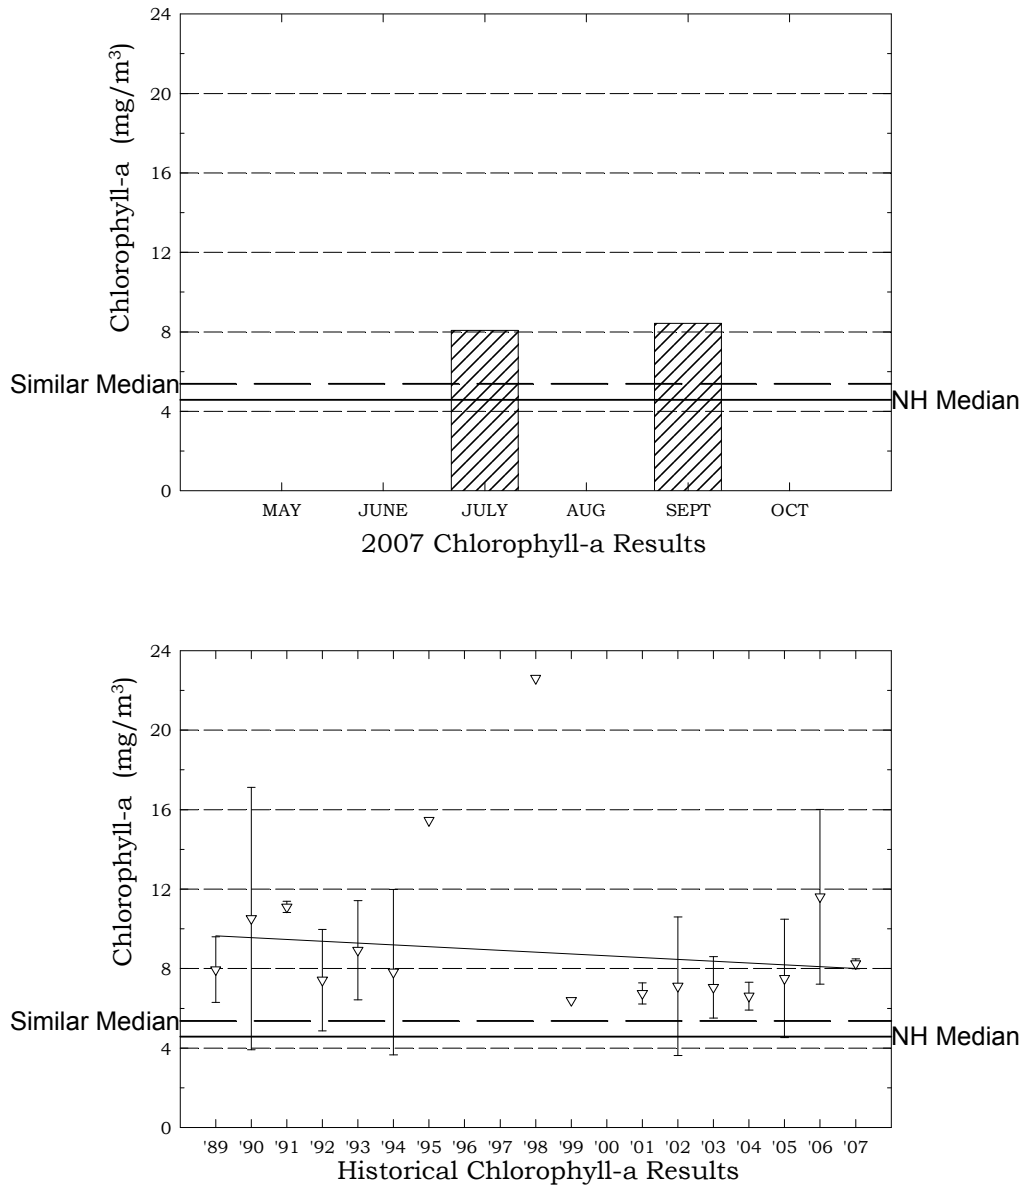 24
20
16
12
8
4
0
Chlorophyll-a (mg/m³)
Similar Median
NH Median
MAY JUNE JULY AUG SEPT OCT
2007 Chlorophyll-a Results
24
20
16
12
8
4
0
Chlorophyll-a (mg/m³)
Similar Median
NH Median
'89 '90 '91 '92 '93 '94 '95 '96 '97 '98 '99 '00 '01 '02 '03 '04 '05 '06 '07
Historical Chlorophyll-a Results